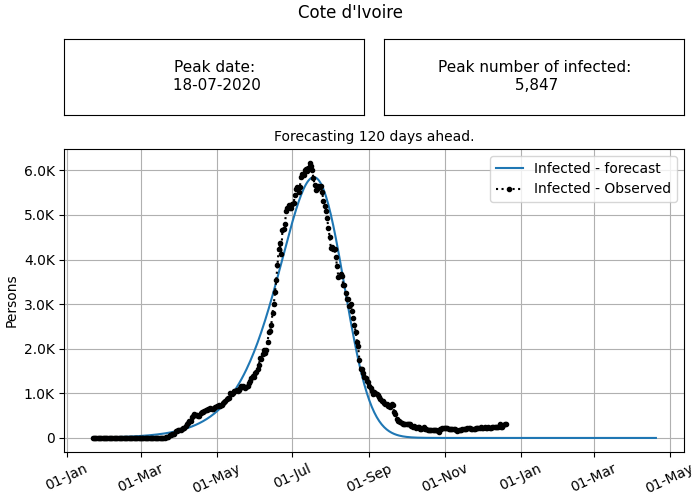 Cote d'Ivoire
Peak date:
18-07-2020
Peak number of infected:
5,847
Forecasting 120 days ahead.
Infected - forecast
Infected - Observed
Persons
6.0K
5.0K
4.0K
3.0K
2.0K
1.0K
0
01-Jan
01-Mar
01-May
01-Jul
01-Sep
01-Nov
01-Jan
01-Mar
01-May